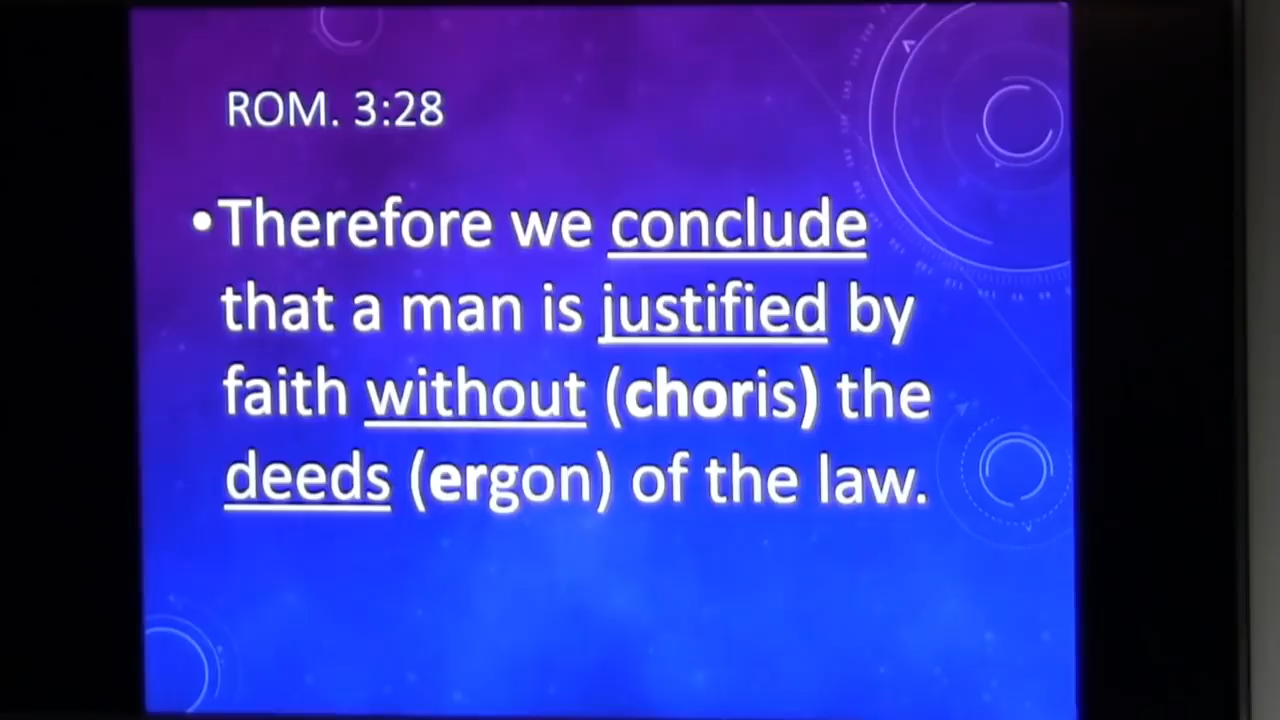 ROM. 3:28
•Therefore we conclude
that a man is justified by
faith without (choris) the
deeds (ergon) of the law.